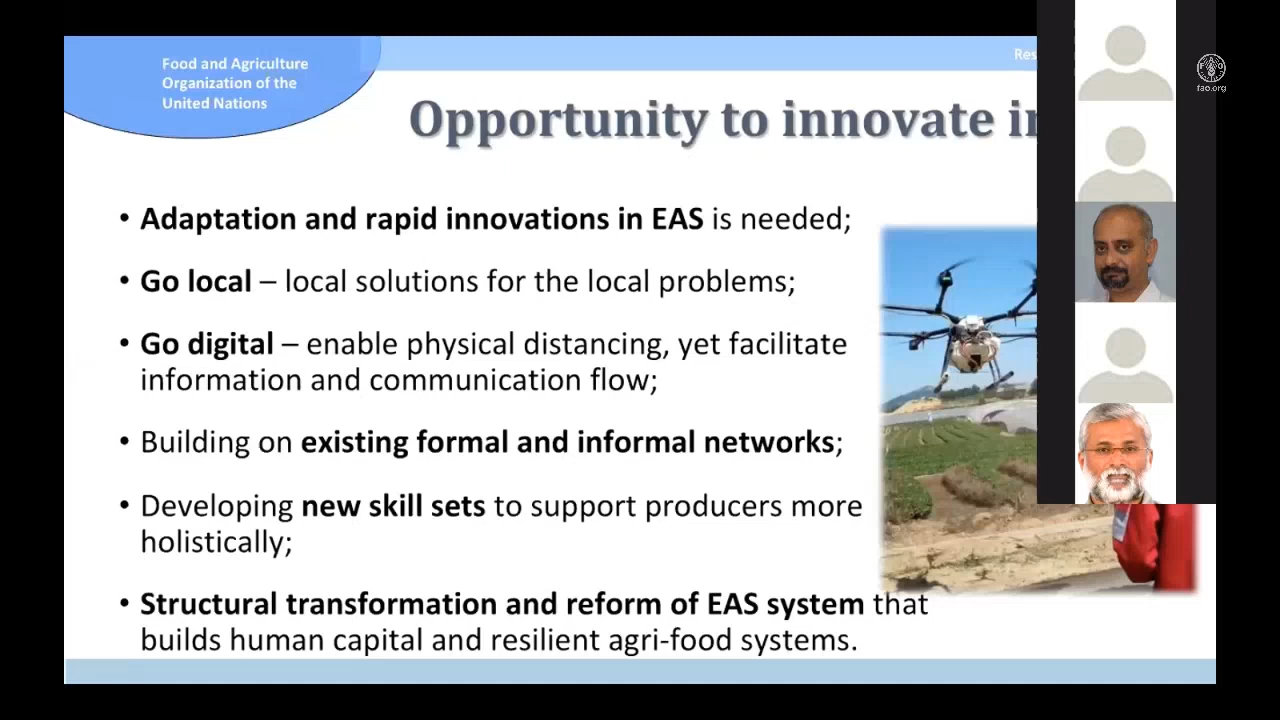 Food and Agriculture
Organization of the
United Nations
fao.org
Opportunity to innovate
• Adaptation and rapid innovations in EAS is needed;
• Go local – local solutions for the local problems;
• Go digital – enable physical distancing, yet facilitate
information and communication flow;
• Building on existing formal and informal networks;
• Developing new skill sets to support producers more
holistically;
• Structural transformation and reform of EAS system that
builds human capital and resilient agri-food systems.